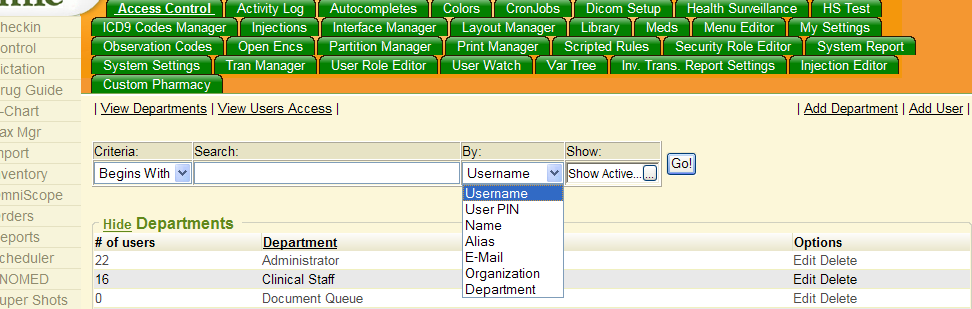 Access Control Activity Log Autocompletes Colors CronJobs Dicom Setup Health Surveillance HS Test
ICD9 Codes Manager Injections Interface Manager Layout Manager Library Meds Menu Editor My Settings
Observation Codes Open Encs Partition Manager Print Manager Scripted Rules Security Role Editor System Report
System Settings Tran Manager User Role Editor User Watch Var Tree Inv. Trans. Report Settings Injection Editor
Custom Pharmacy
heckin
ontrol
ictation
rug Guide
-Chart
ax Mgr
mport
nventory
mniScope
rders
eports
cheduler
NOMED
uper Shots
| View Departments | View Users Access | | Add Department | Add User |
Criteria: Search: By: Show:
Begins With Username Show Active... ... Go!
Username
User PIN
Name
Alias
E-Mail
Organization
Department
Hide Departments
# of users Department Options
22 Administrator Edit Delete
16 Clinical Staff Edit Delete
0 Document Queue Edit Delete